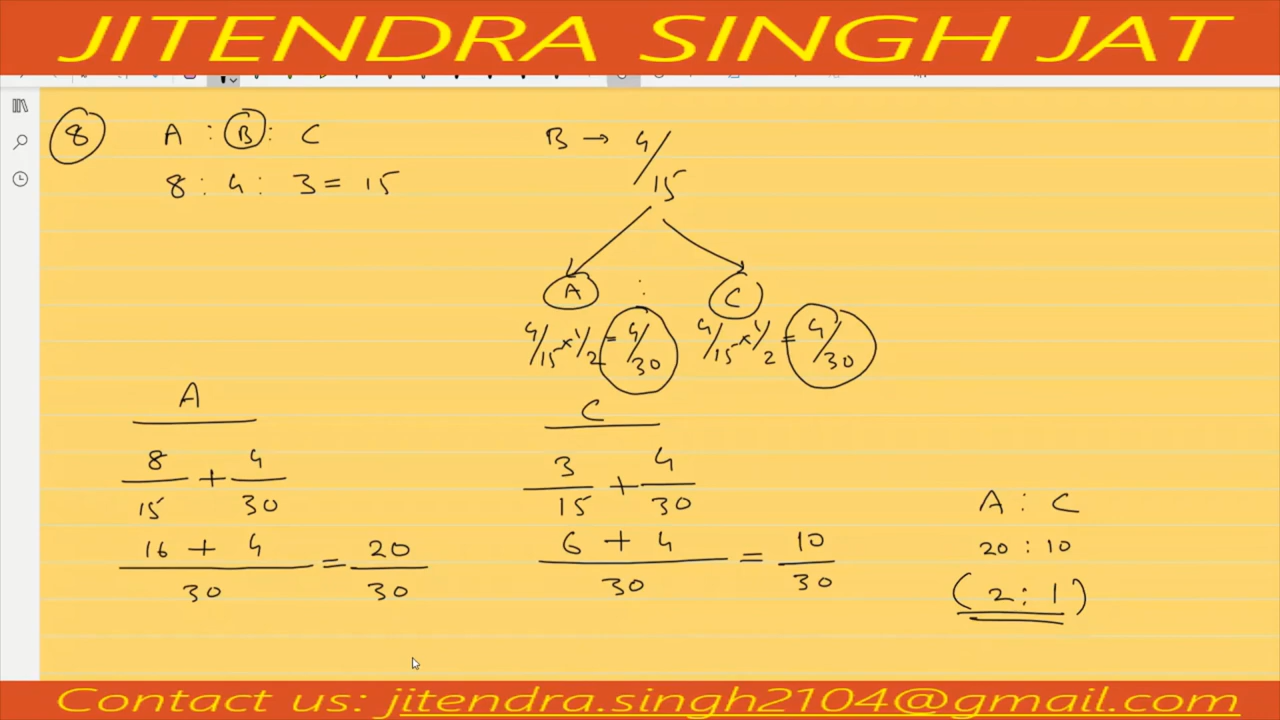 JITENDRA SINGH JAT
8 A : B : C
8 : 4 : 3 = 15
B → 4/15
A : C
4/15 × 1/2 = 4/30 4/15 × 1/2 = 4/30
A
8/15 + 4/30
16 + 4 / 30 = 20/30
C
3/15 + 4/30
6 + 4 / 30 = 10/30
A : C
20 : 10
(2 : 1)
Contact us: jitendra.singh2104@gmail.com